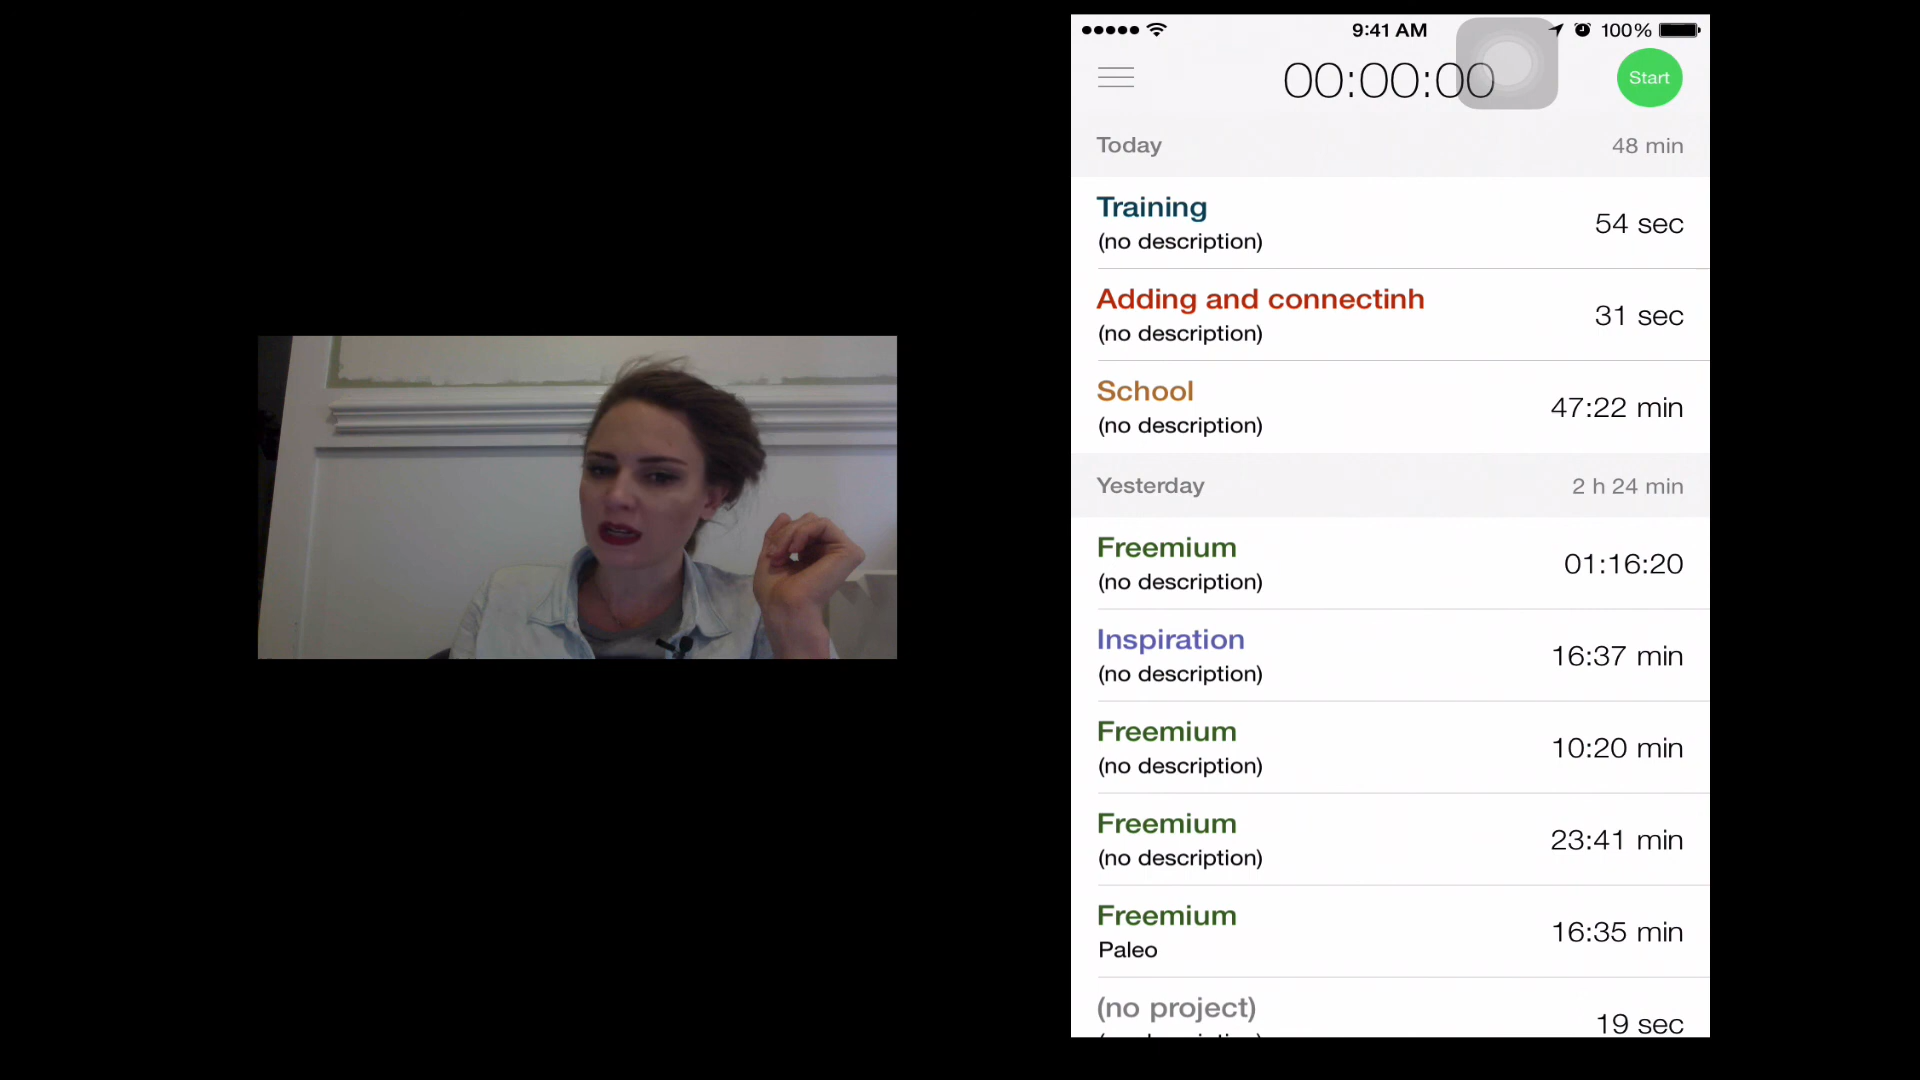 9:41 AM
100%
00:00:00
Start
Today
48 min
Training
(no description)
54 sec
Adding and connectinh
(no description)
31 sec
School
(no description)
47:22 min
Yesterday
2 h 24 min
Freemium
(no description)
01:16:20
Inspiration
(no description)
16:37 min
Freemium
(no description)
10:20 min
Freemium
(no description)
23:41 min
Freemium
Paleo
16:35 min
(no project)
19 sec